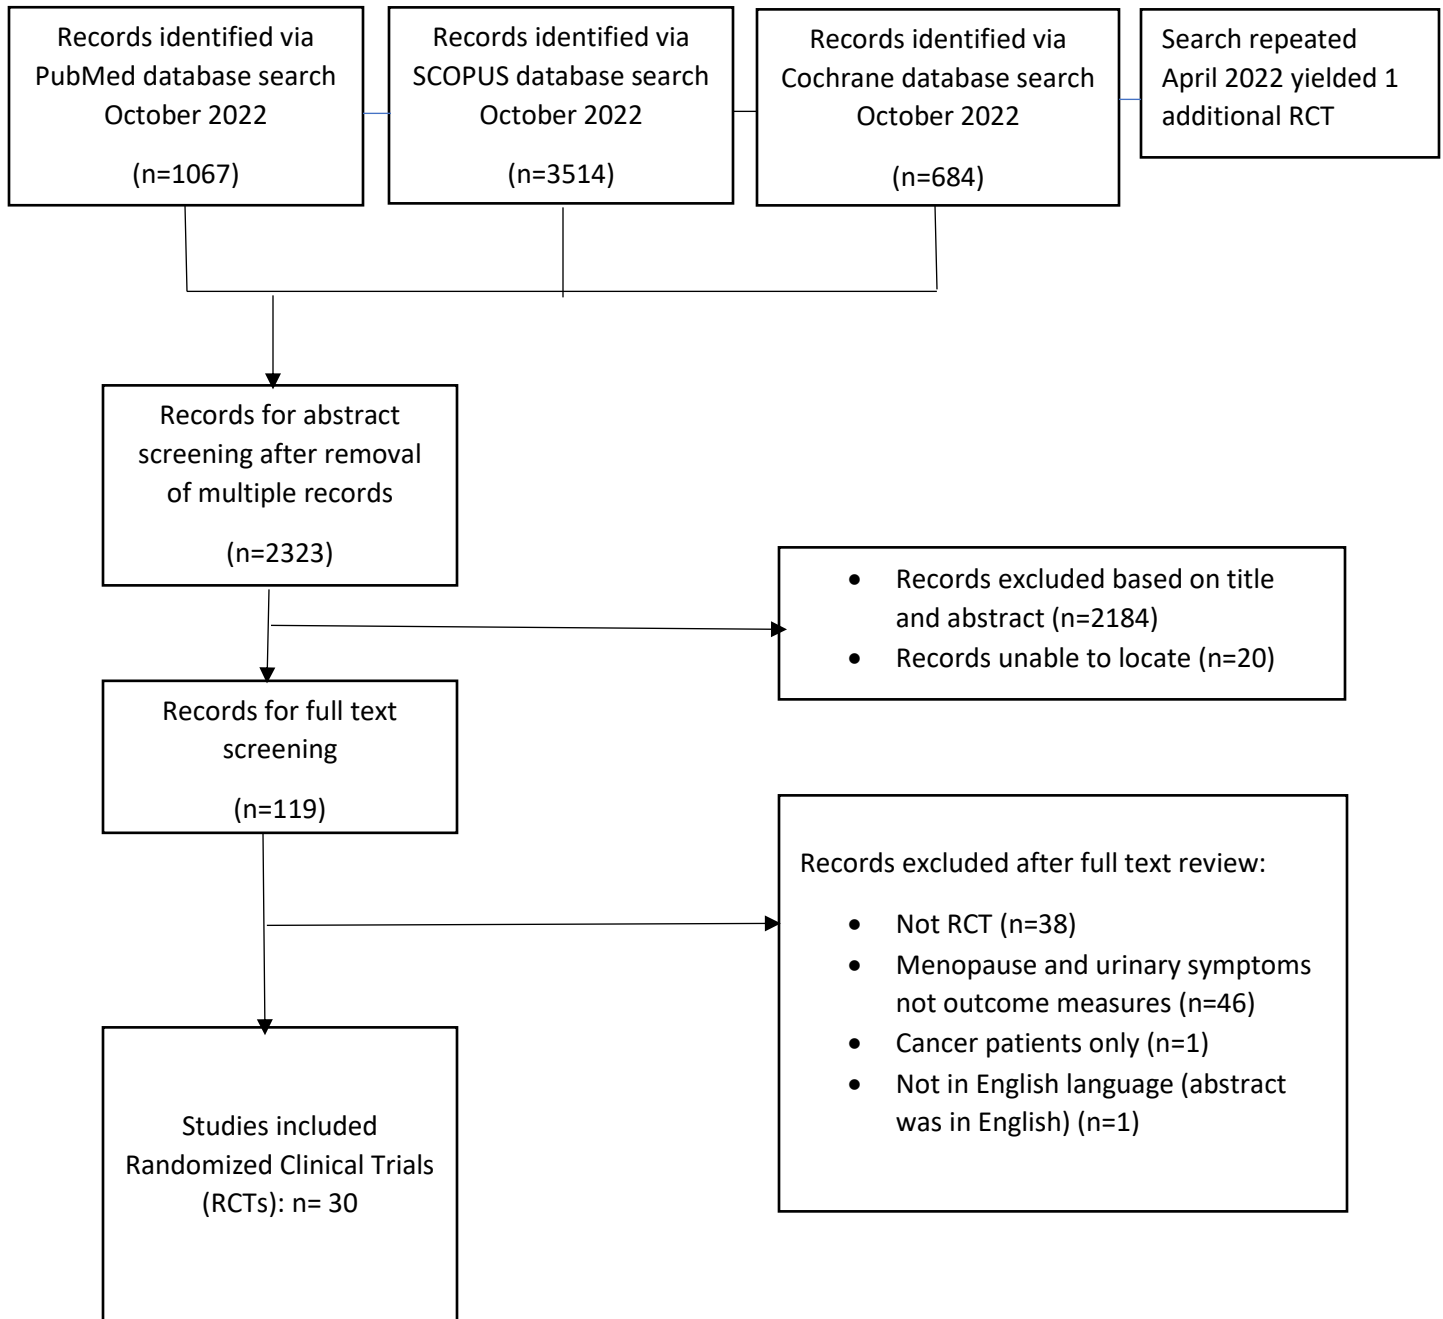 Records identified via
PubMed database search
October 2022
(n=1067)
Records identified via
SCOPUS database search
October 2022
(n=3514)
Records identified via
Cochrane database search
October 2022
(n=684)
Search repeated
April 2022 yielded 1
additional RCT
Records for abstract
screening after removal
of multiple records
(n=2323)
• Records excluded based on title
and abstract (n=2184)
• Records unable to locate (n=20)
Records for full text
screening
(n=119)
Records excluded after full text review:
• Not RCT (n=38)
• Menopause and urinary symptoms
not outcome measures (n=46)
• Cancer patients only (n=1)
• Not in English language (abstract
was in English) (n=1)
Studies included
Randomized Clinical Trials
(RCTs): n= 30